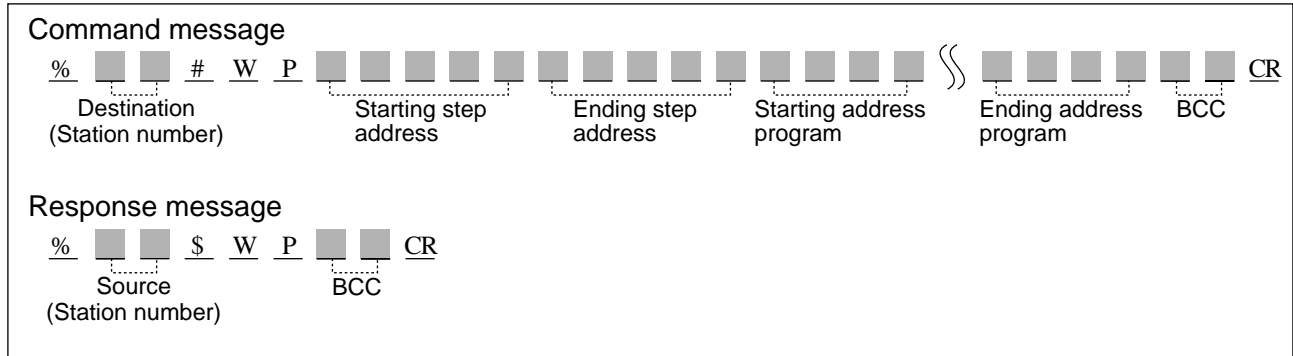 Command message
% # W P CR
Destination Starting step Ending step Starting address Ending address BCC
(Station number) address address program program
Response message
% $ W P CR
Source BCC
(Station number)